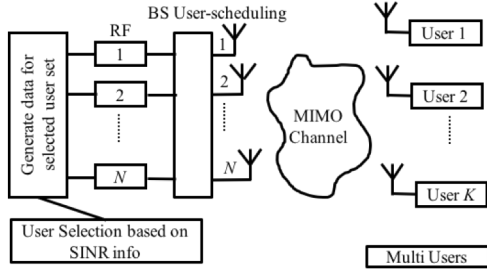 BS User-scheduling
RF
Generate data for
selected user set
1
2
N
1
2
N
MIMO
Channel
User 1
User 2
User K
User Selection based on
SINR info
Multi Users